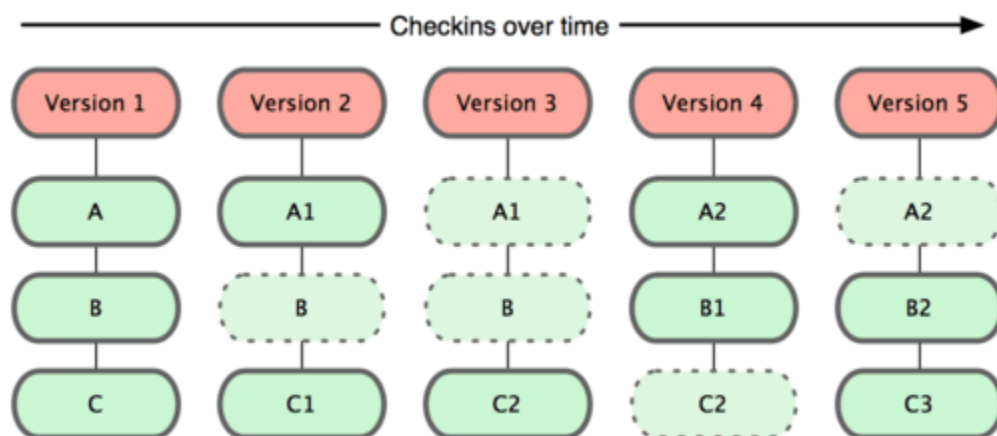 Checkins over time
Version 1 Version 2 Version 3 Version 4 Version 5
A A1 A1 A2 A2
B B B B1 B2
C C1 C2 C2 C3